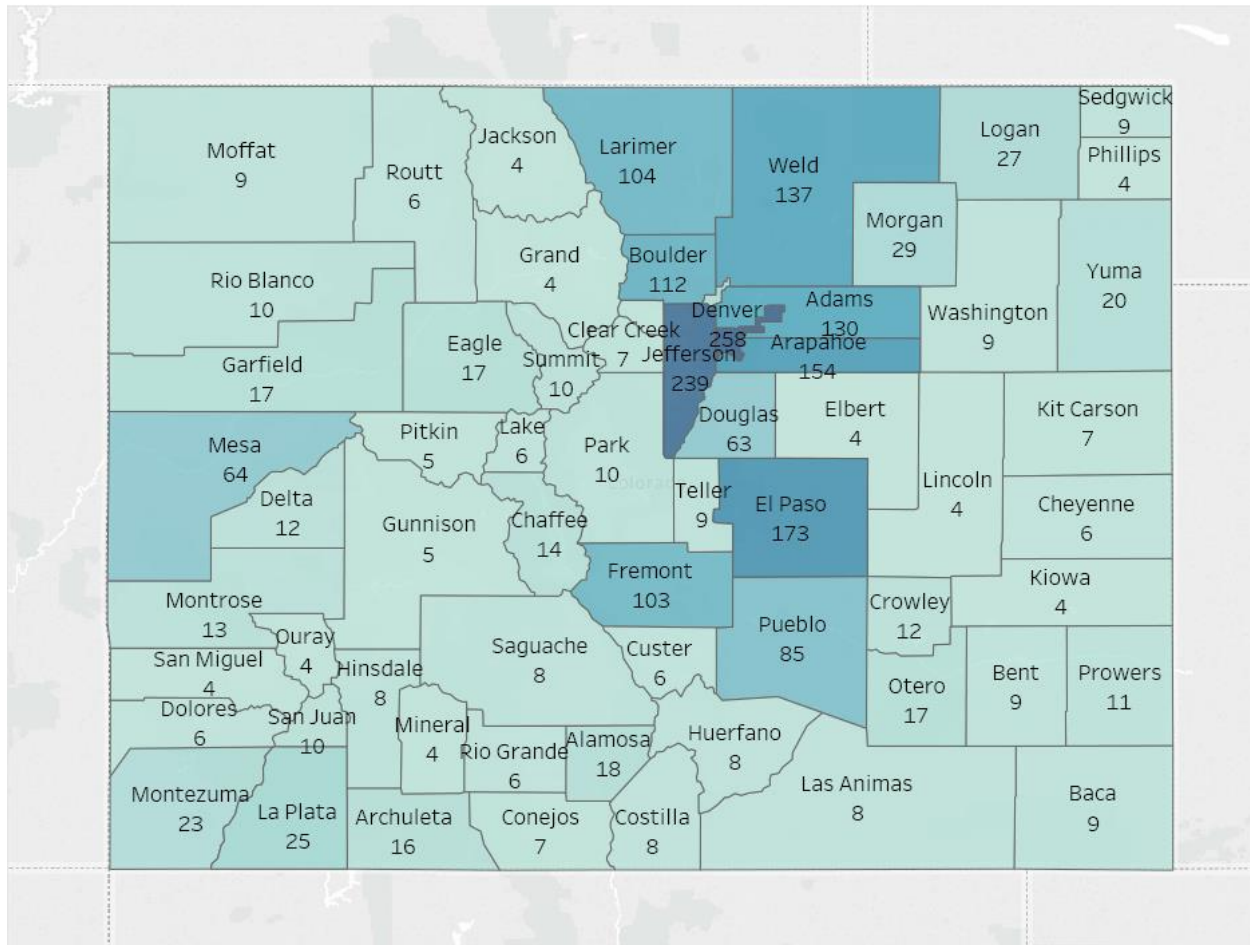 Sedgwick
9
Jackson
4
Logan
27
Larimer
104
Moffat
9
Weld
137
Phillips
4
Routt
6
Morgan
29
Grand
4
Boulder
112
Yuma
20
Rio Blanco
10
Adams
130
Denver
258
Washington
9
Clear Creek
7
Eagle
17
Arapahoe
154
Summit
10
Jefferson
239
Garfield
17
Kit Carson
7
Elbert
4
Douglas
63
Lake
6
Pitkin
5
Mesa
64
Park
10
Colorado
Lincoln
4
Teller
9
Delta
12
El Paso
173
Cheyenne
6
Chaffee
14
Gunnison
5
Fremont
103
Kiowa
4
Montrose
13
Crowley
12
Pueblo
85
Ouray
4
Saguache
8
Custer
6
San Miguel
4
Hinsdale
8
Bent
9
Prowers
11
Otero
17
Dolores
6
San Juan
10
Mineral
4
Huerfano
8
Alamosa
18
Rio Grande
6
Las Animas
8
Montezuma
23
Baca
9
La Plata
25
Archuleta
16
Conejos
7
Costilla
8